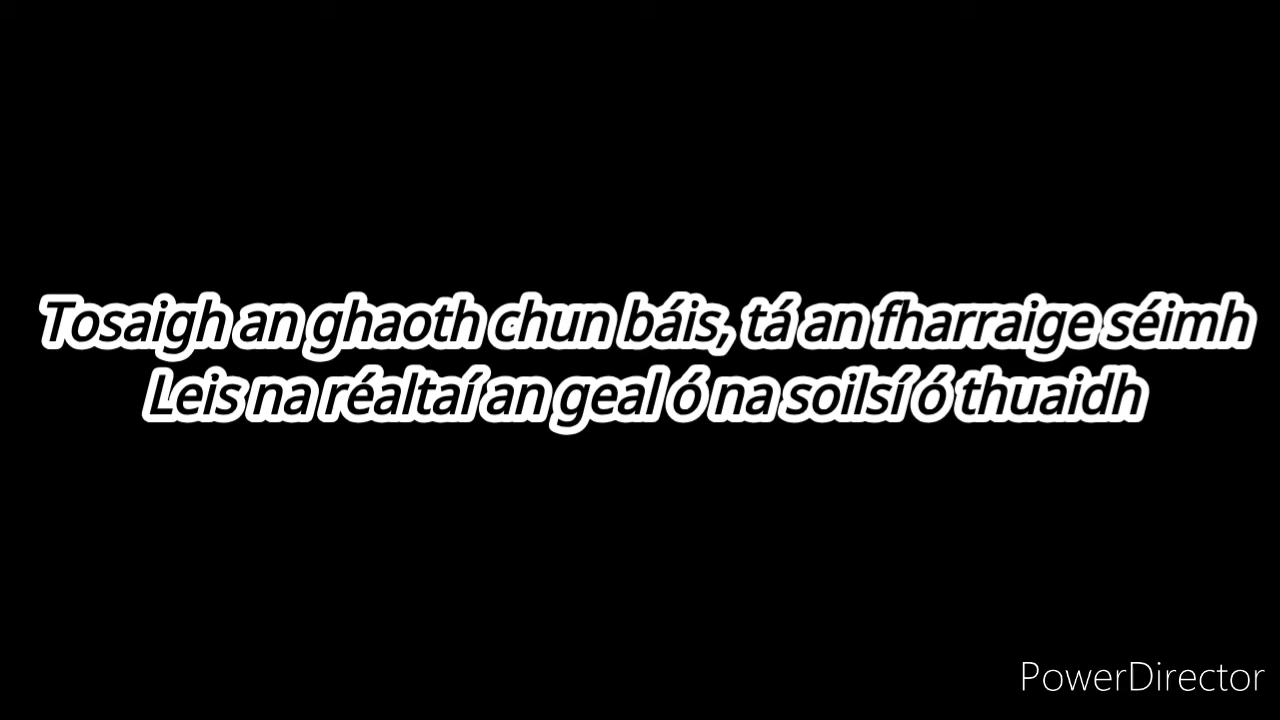 Tosaigh an ghaoth chun báis, tá an fharraige séimh
Leis na réaltaí an geal ó na soilsí ó thuaidh
PowerDirector